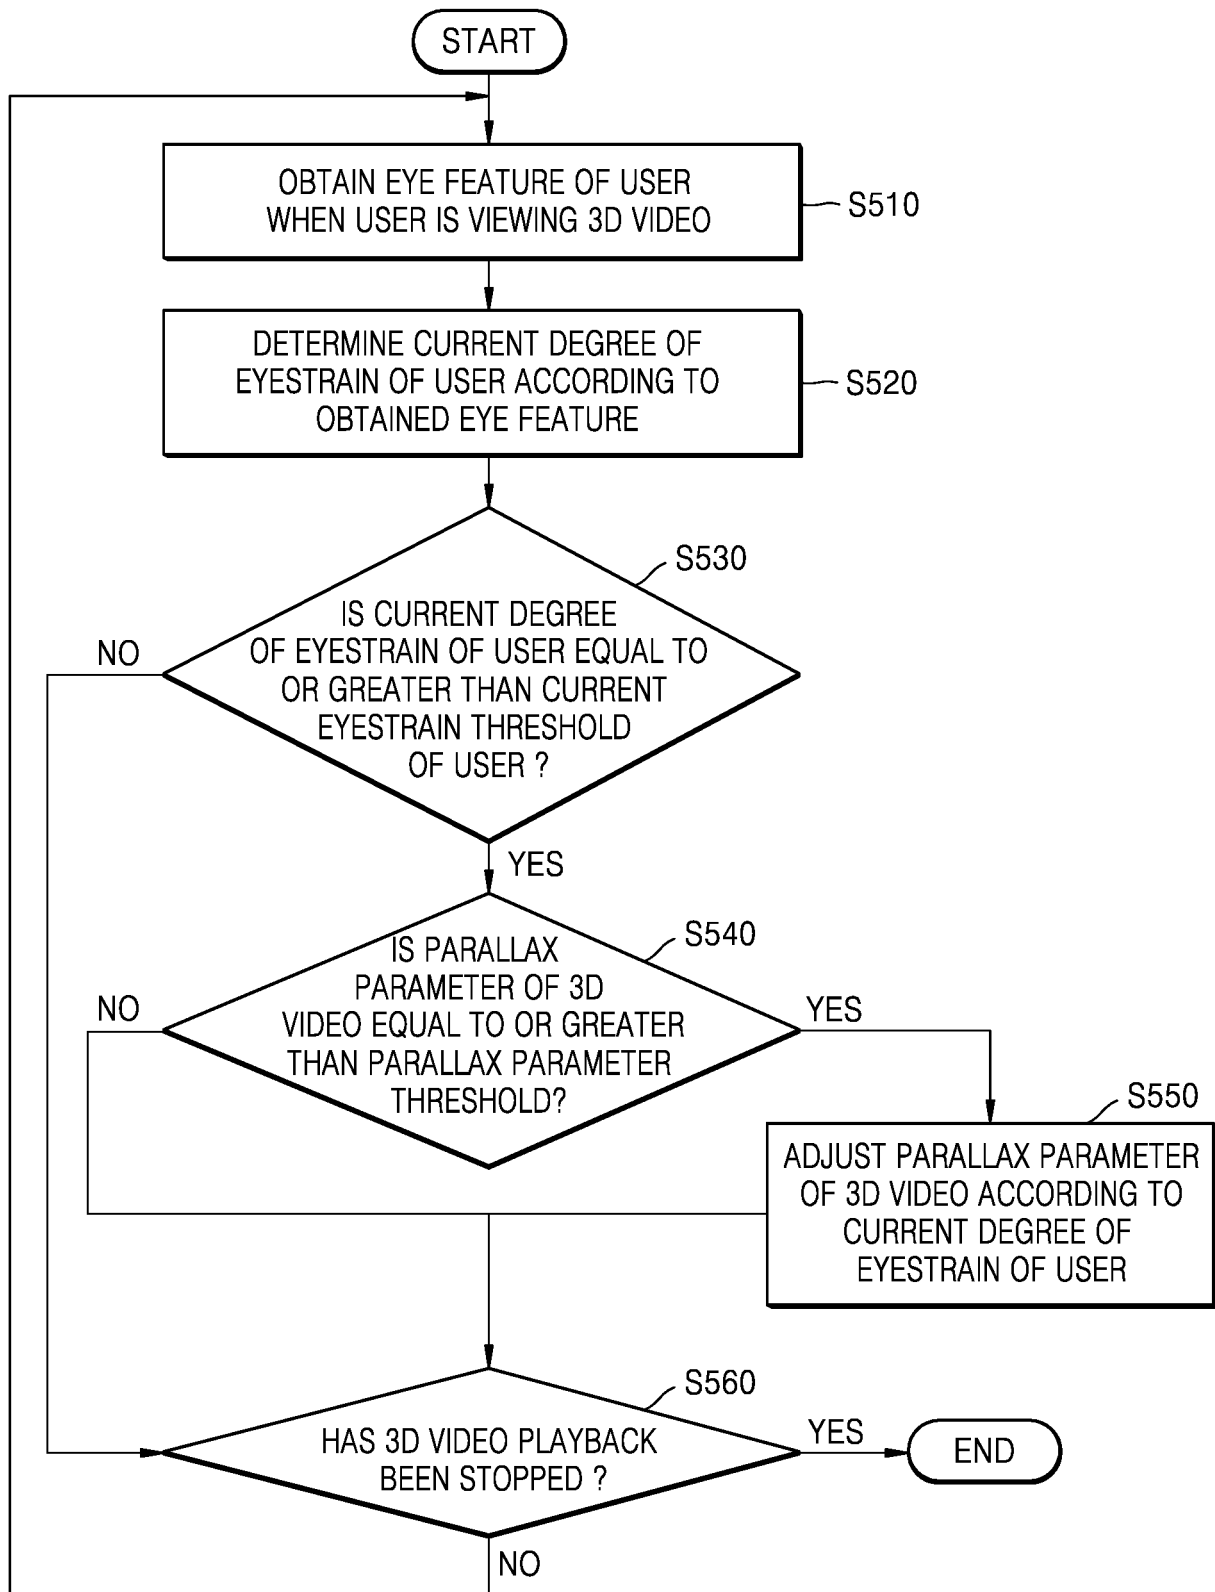 START
OBTAIN EYE FEATURE OF USER
WHEN USER IS VIEWING 3D VIDEO
S510
DETERMINE CURRENT DEGREE OF
EYESTRAIN OF USER ACCORDING TO
OBTAINED EYE FEATURE
S520
S530
IS CURRENT DEGREE
OF EYESTRAIN OF USER EQUAL TO
OR GREATER THAN CURRENT
EYESTRAIN THRESHOLD
OF USER ?
NO
YES
S540
IS PARALLAX
PARAMETER OF 3D
VIDEO EQUAL TO OR GREATER
THAN PARALLAX PARAMETER
THRESHOLD?
NO
YES
S550
ADJUST PARALLAX PARAMETER
OF 3D VIDEO ACCORDING TO
CURRENT DEGREE OF
EYESTRAIN OF USER
S560
HAS 3D VIDEO PLAYBACK
BEEN STOPPED ?
YES
END
NO